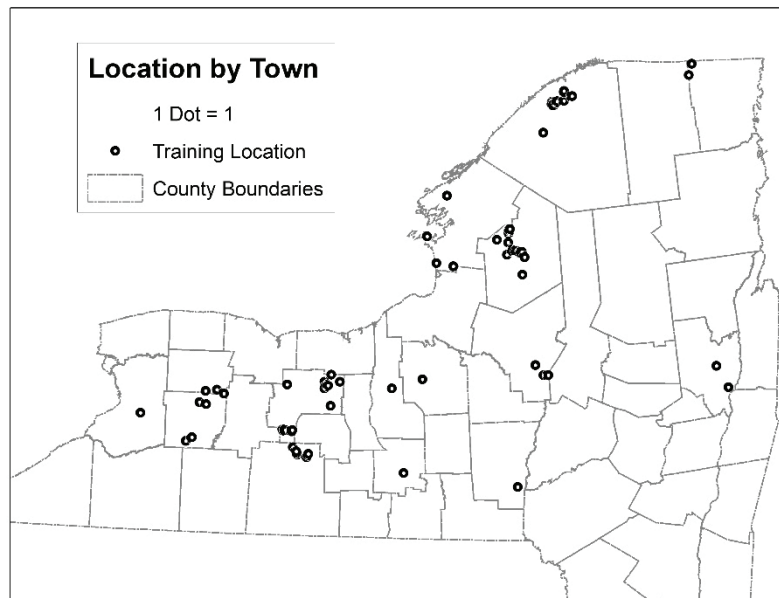 Location by Town
1 Dot = 1
Training Location
County Boundaries